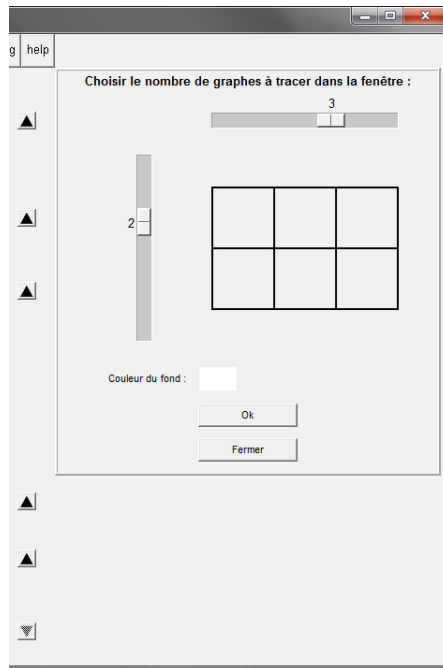 g help
Choisir le nombre de graphes à tracer dans la fenêtre :
3
2
Couleur du fond :
Ok
Fermer